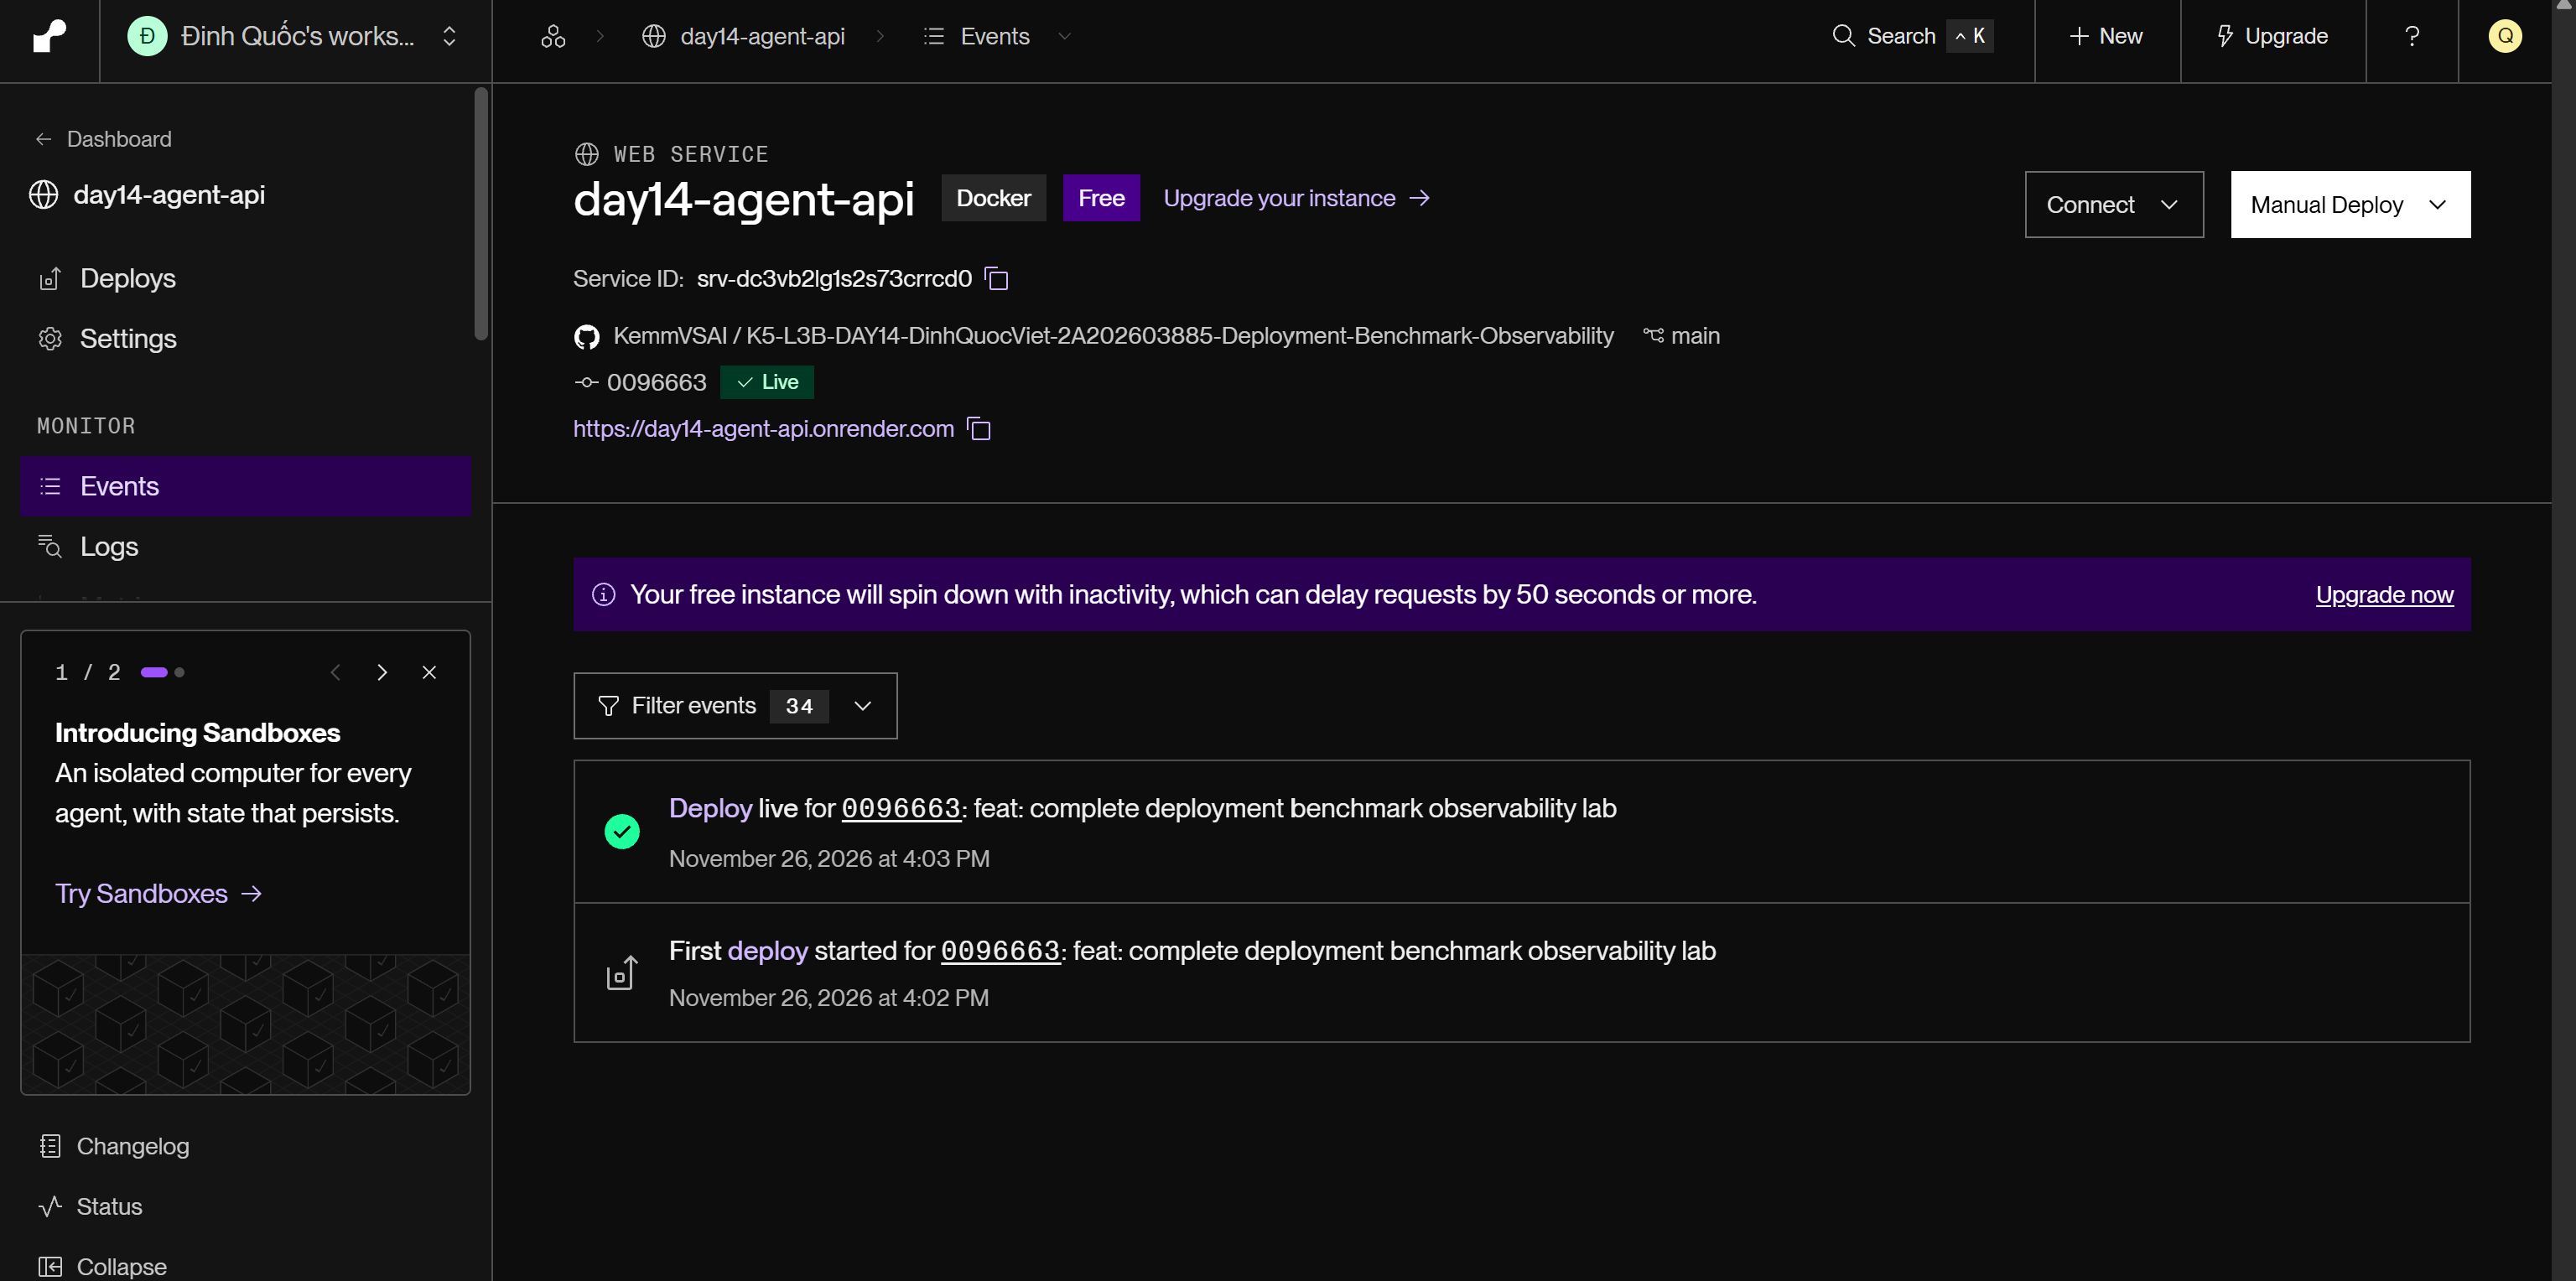 Đ Đinh Quốc's works...
day14-agent-api
Events
Search ^ K
New
Upgrade
?
Q
Dashboard
day14-agent-api
Deploys
Settings
MONITOR
Events
Logs
1 / 2
Introducing Sandboxes
An isolated computer for every
agent, with state that persists.
Try Sandboxes
Changelog
Status
Collapse
WEB SERVICE
day14-agent-api Docker Free Upgrade your instance
Connect
Manual Deploy
Service ID: srv-dc3vb2lg1s2s73crrcd0
KemmVSAI / K5-L3B-DAY14-DinhQuocViet-2A202603885-Deployment-Benchmark-Observability main
0096663 Live
https://day14-agent-api.onrender.com
Your free instance will spin down with inactivity, which can delay requests by 50 seconds or more.
Upgrade now
Filter events 34
Deploy live for 0096663: feat: complete deployment benchmark observability lab
November 26, 2026 at 4:03 PM
First deploy started for 0096663: feat: complete deployment benchmark observability lab
November 26, 2026 at 4:02 PM